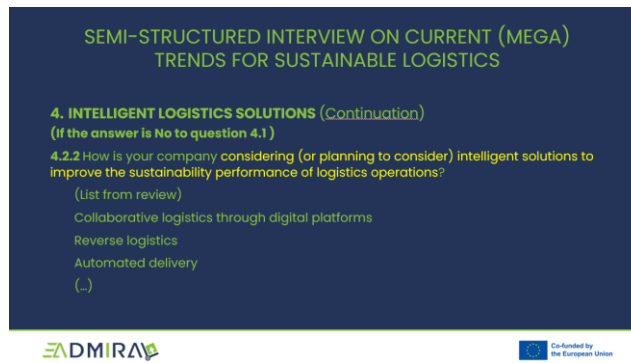 SEMI-STRUCTURED INTERVIEW ON CURRENT (MEGA)
TRENDS FOR SUSTAINABLE LOGISTICS
4. INTELLIGENT LOGISTICS SOLUTIONS (Continuation)
(If the answer is No to question 4.1 )
4.2.2 How is your company considering (or planning to consider) intelligent solutions to
improve the sustainability performance of logistics operations?
(List from review)
Collaborative logistics through digital platforms
Reverse logistics
Automated delivery
(…)
ADMIRAL
Co-funded by
the European Union